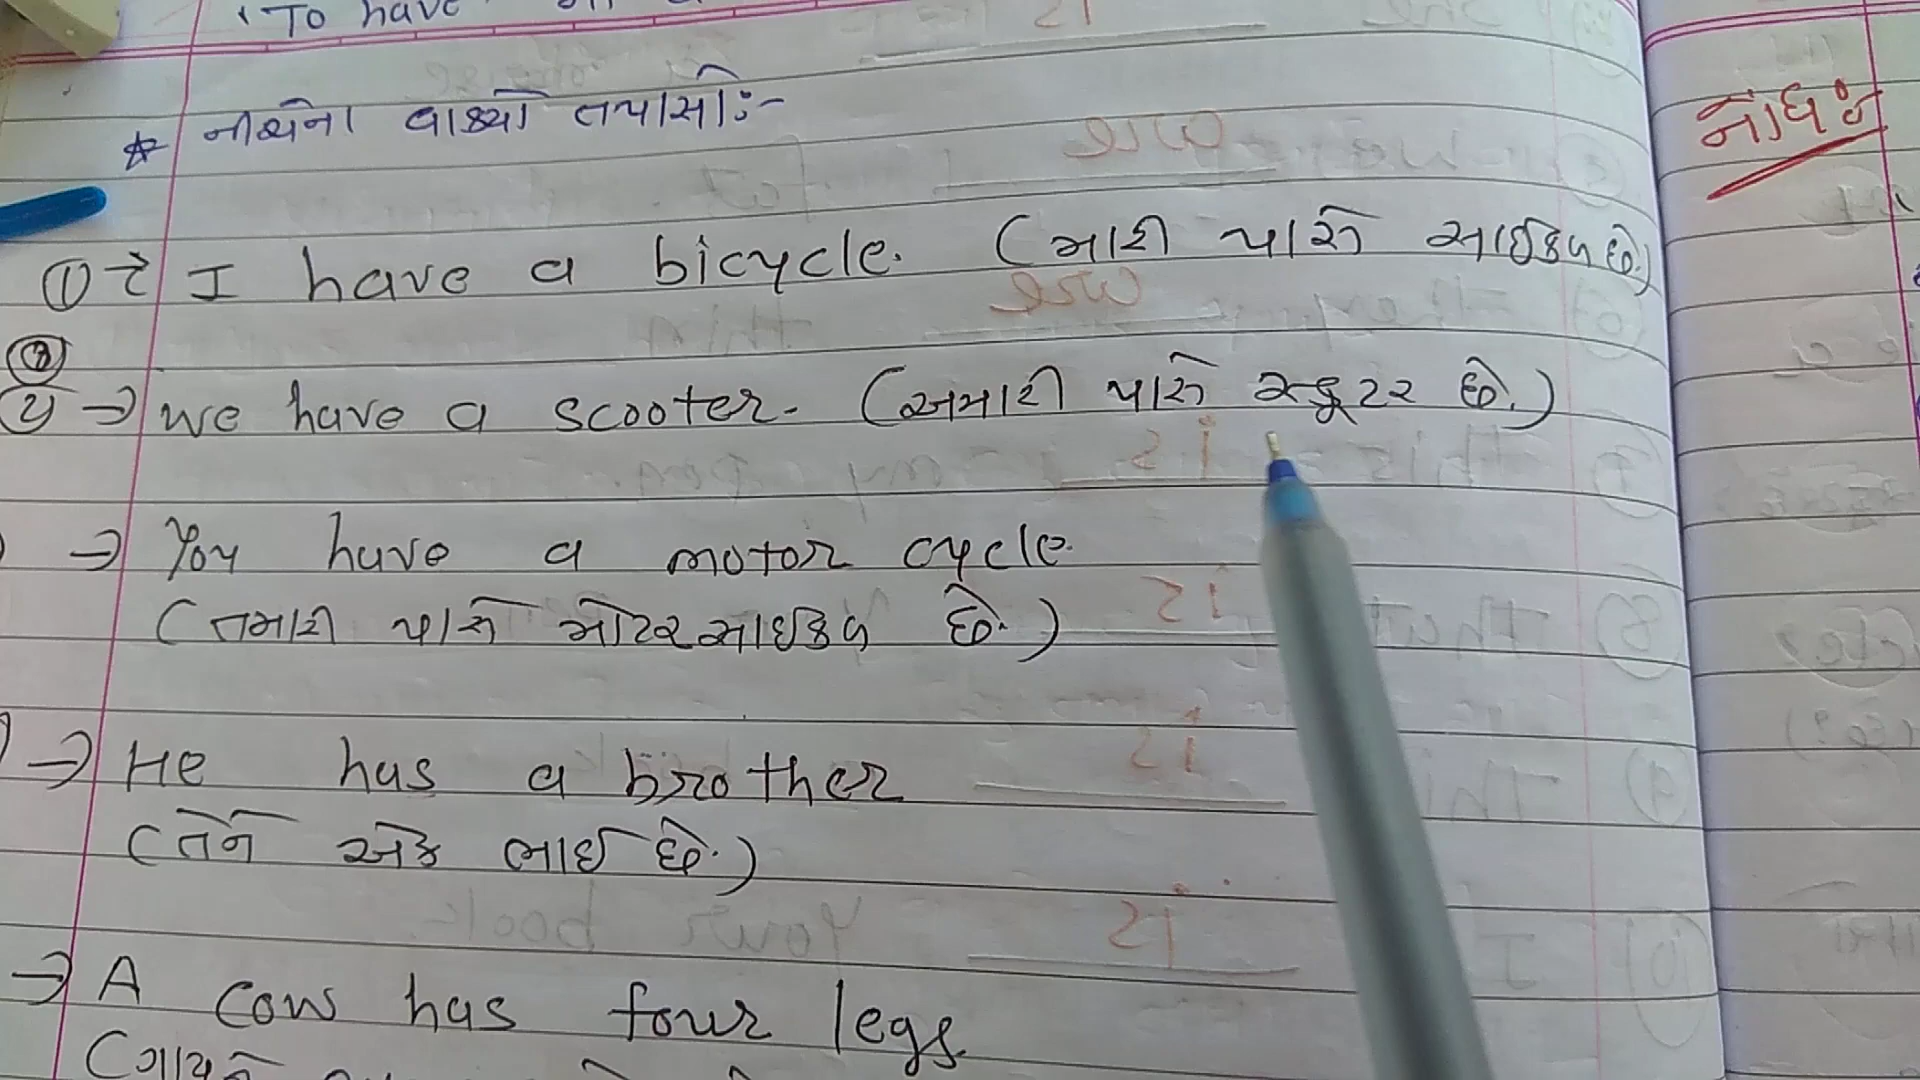 To have
* નીચેના વાક્યો તપાસો:-
નોંધ:
① → I have a bicycle. (મારી પાસે સાઈકલ છે.)
② → we have a scooter. (અમારી પાસે સ્કૂટર છે.)
→ You have a motor cycle.
(તમારી પાસે મોટરસાઈકલ છે.)
→ He has a brother
(તેને એક ભાઈ છે.)
→ A cow has four legs.
(ગાયને